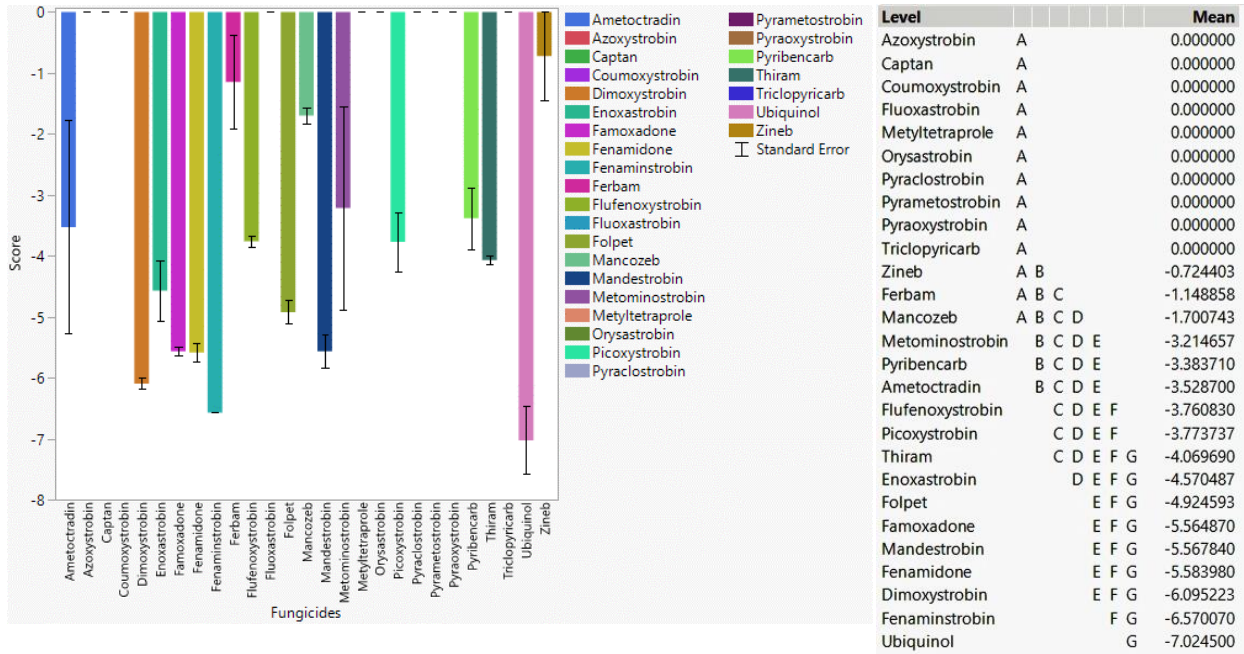 0
-1
-2
-3
-4
-5
-6
-7
-8
Score
Ametoctradin
Azoxystrobin
Captan
Coumoxystrobin
Dimoxystrobin
Enoxastrobin
Famoxadone
Fenamidone
Fenaminstrobin
Ferbam
Flufenoxystrobin
Fluoxastrobin
Folpet
Mancozeb
Mandestrobin
Metominostrobin
Metyltetraprole
Orysastrobin
Picoxystrobin
Pyraclostrobin
Pyrametostrobin
Pyraoxystrobin
Pyribencarb
Thiram
Triclopyricarb
Ubiquinol
Zineb
Fungicides
Ametoctradin
Azoxystrobin
Captan
Coumoxystrobin
Dimoxystrobin
Enoxastrobin
Famoxadone
Fenamidone
Fenaminstrobin
Ferbam
Flufenoxystrobin
Fluoxastrobin
Folpet
Mancozeb
Mandestrobin
Metominostrobin
Metyltetraprole
Orysastrobin
Picoxystrobin
Pyraclostrobin
Pyrametostrobin
Pyraoxystrobin
Pyribencarb
Thiram
Triclopyricarb
Ubiquinol
Zineb
Standard Error
Level Mean
Azoxystrobin A 0.000000
Captan A 0.000000
Coumoxystrobin A 0.000000
Fluoxastrobin A 0.000000
Metyltetraprole A 0.000000
Orysastrobin A 0.000000
Pyraclostrobin A 0.000000
Pyrametostrobin A 0.000000
Pyraoxystrobin A 0.000000
Triclopyricarb A 0.000000
Zineb A B -0.724403
Ferbam A B C -1.148858
Mancozeb A B C D -1.700743
Metominostrobin B C D E -3.214657
Pyribencarb B C D E -3.383710
Ametoctradin B C D E -3.528700
Flufenoxystrobin C D E F -3.760830
Picoxystrobin C D E F -3.773737
Thiram C D E F G -4.069690
Enoxastrobin D E F G -4.570487
Folpet E F G -4.924593
Famoxadone E F G -5.564870
Mandestrobin E F G -5.567840
Fenamidone E F G -5.583980
Dimoxystrobin E F G -6.095223
Fenaminstrobin F G -6.570070
Ubiquinol G -7.024500